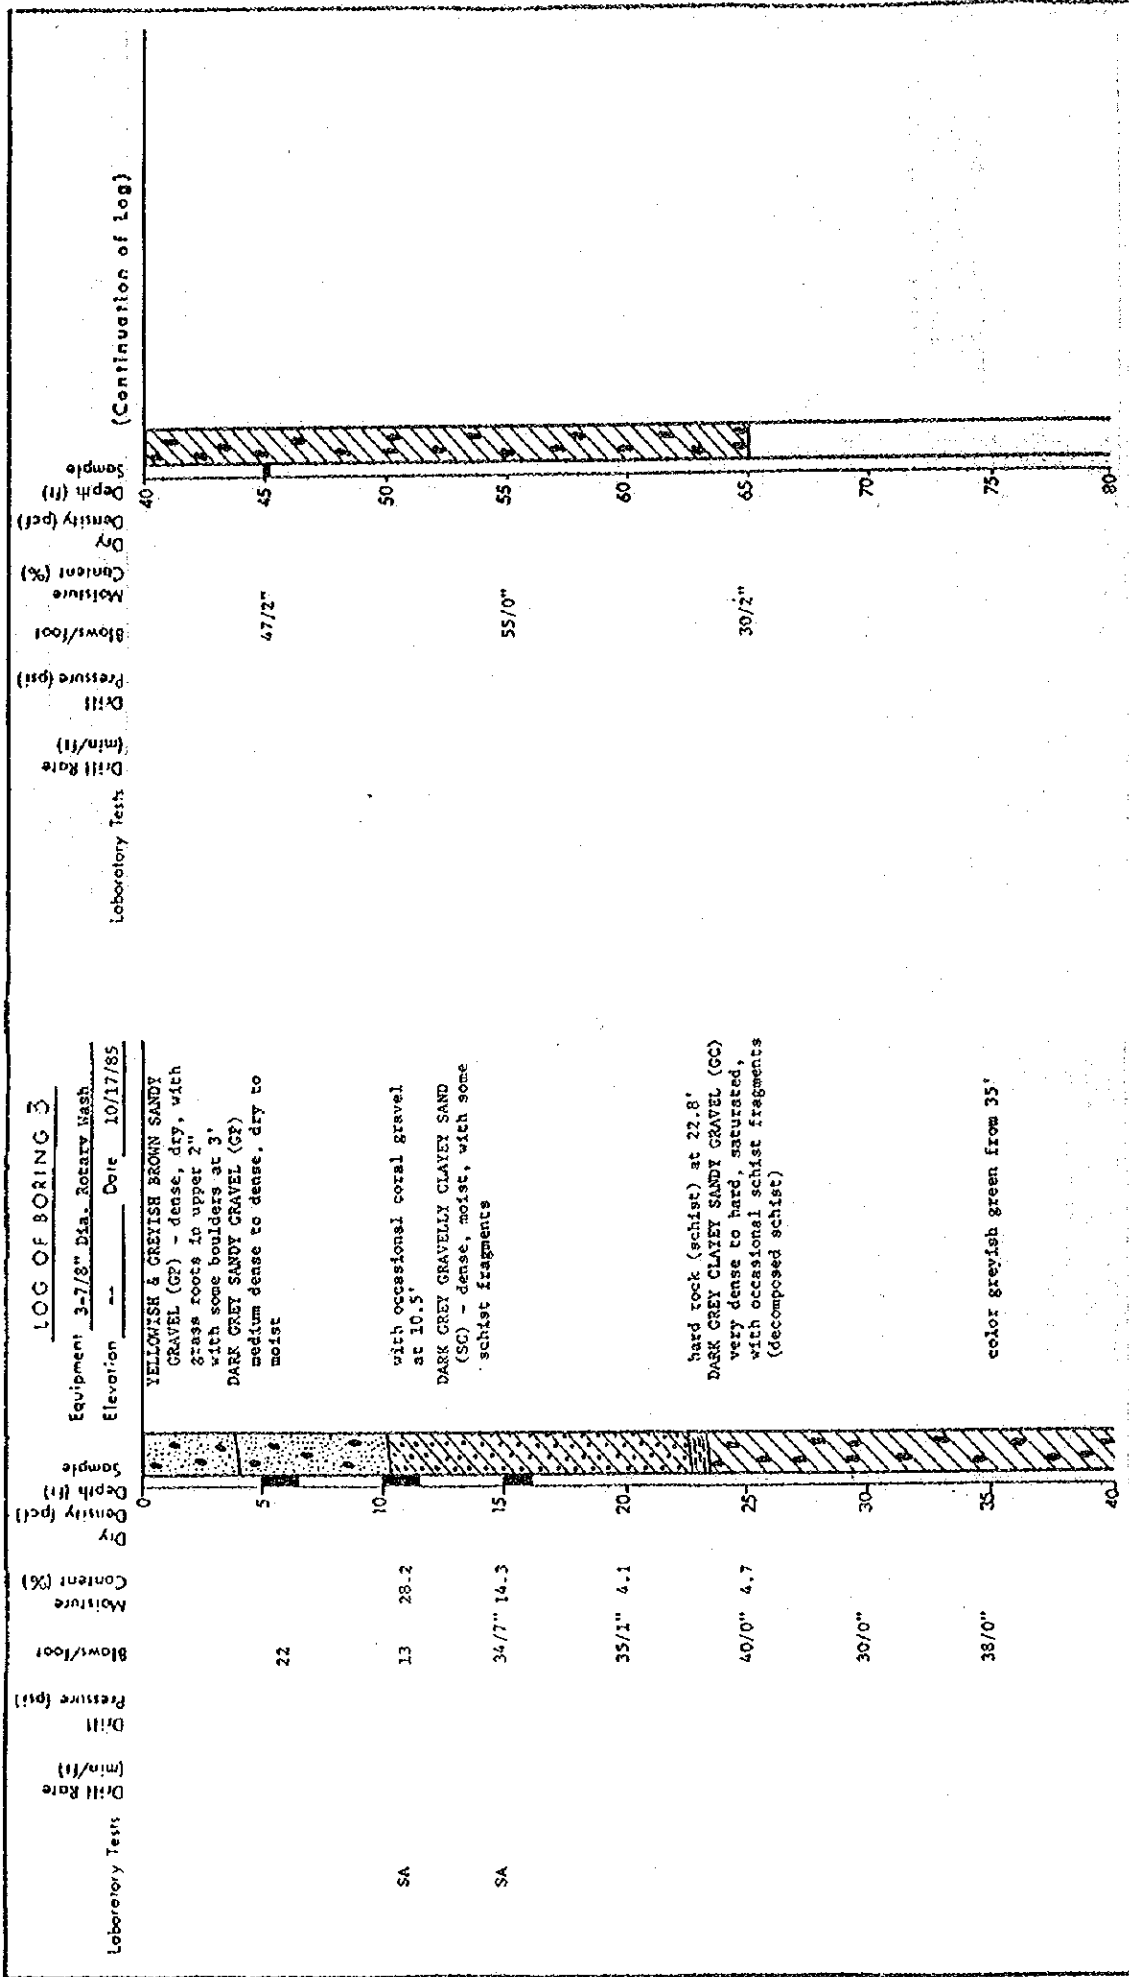 LOG OF BORING 3
Equipment 3-7/8" Dia. Rotary Wash
Elevation -- Date 10/17/85
Laboratory Tests
Drill Rate (min/ft)
Drill Pressure (psi)
Blows/foot
Moisture Content (%)
Dry Density (pcf)
Depth (ft)
Sample
0
YELLOWISH & GREYISH BROWN SANDY
GRAVEL (GP) - dense, dry, with
grass roots in upper 2"
with some boulders at 3'
DARK GREY SANDY GRAVEL (GP)
medium dense to dense, dry to
moist
22
5
SA 13 28.2
10
with occasional coral gravel
at 10.5'
DARK GREY GRAVELLY CLAYEY SAND
(SC) - dense, moist, with some
schist fragments
SA 34/7" 14.3
15
35/1" 4.1
20
hard rock (schist) at 22.8'
DARK GREY CLAYEY SANDY GRAVEL (GC)
very dense to hard, saturated,
with occasional schist fragments
(decomposed schist)
40/0" 4.7
25
30/0"
30
38/0"
35
color greyish green from 35'
40
(Continuation of Log)
Laboratory Tests
Drill Rate (min/ft)
Drill Pressure (psi)
Blows/foot
Moisture Content (%)
Dry Density (pcf)
Depth (ft)
Sample
40
47/2"
45
50
55/0"
55
60
30/2"
65
70
75
80